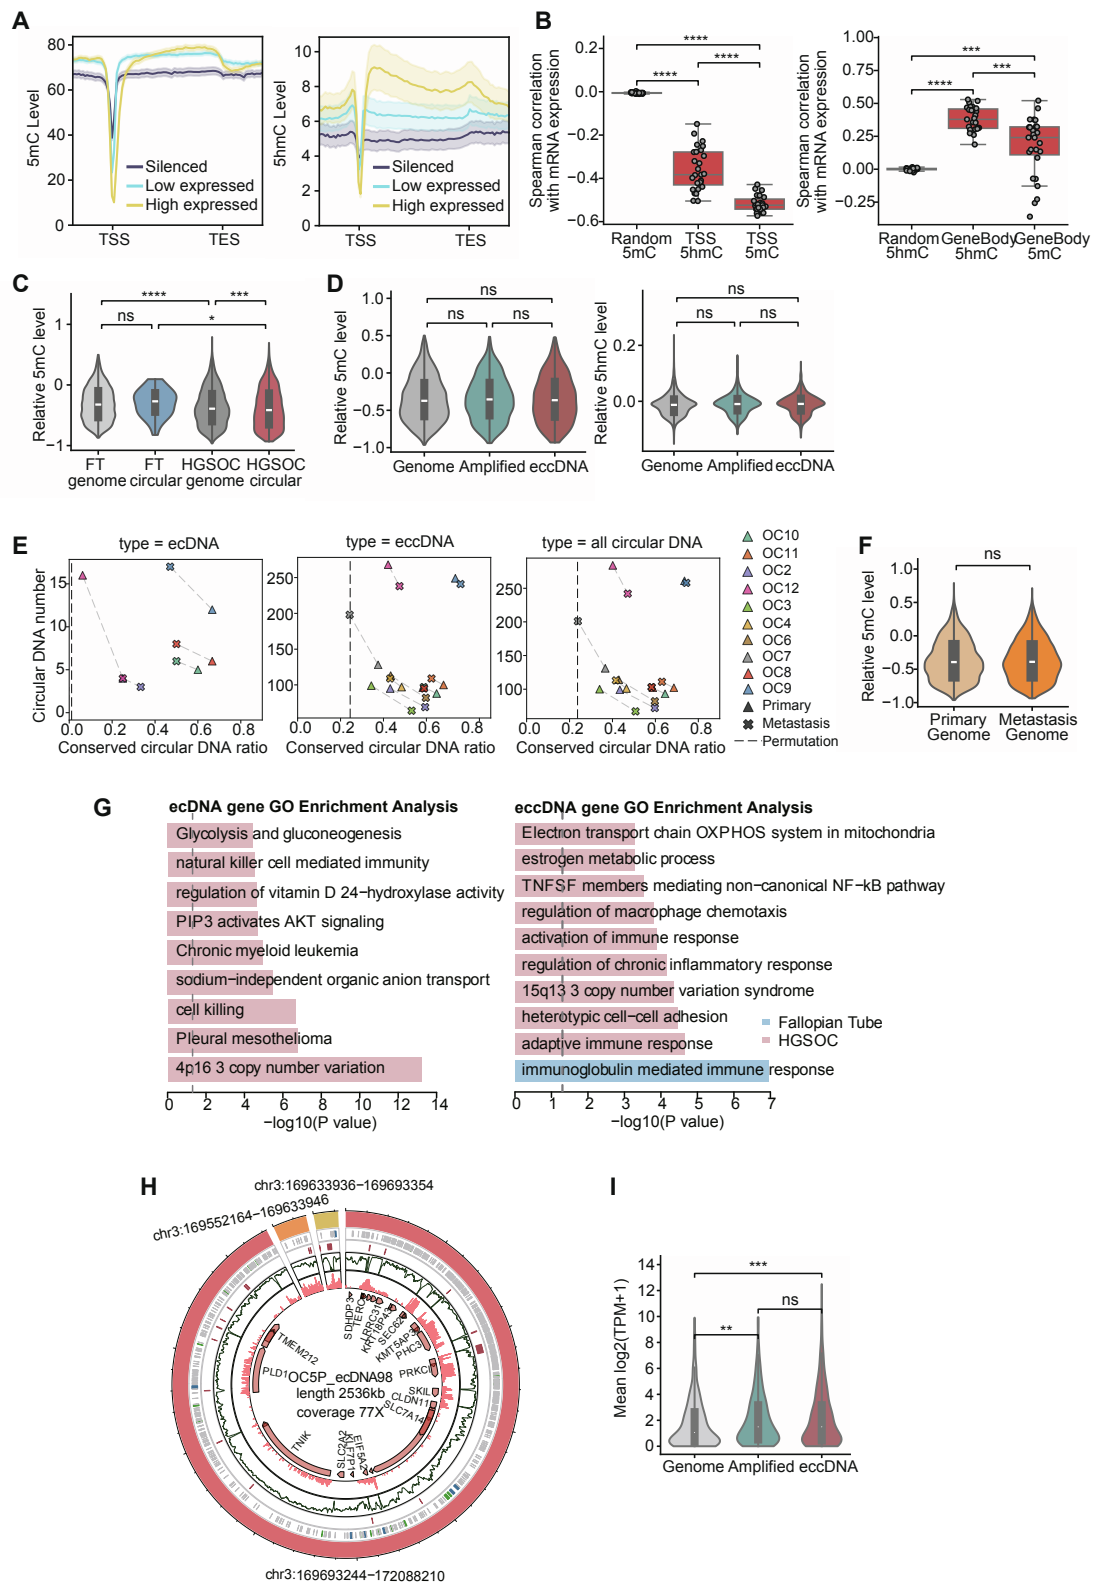 A
80
60
40
20
0
5mC Level
Silenced
Low expressed
High expressed
TSS
TES
10
8
6
4
2
0
5hmC Level
Silenced
Low expressed
High expressed
TSS
TES
B
0.2
0.0
−0.2
−0.4
−0.6
Spearman correlation
with mRNA expression
****
****
****
Random
5mC
TSS
5hmC
TSS
5mC
1.00
0.75
0.50
0.25
0.00
−0.25
Spearman correlation
with mRNA expression
***
***
****
Random
5hmC
GeneBody
5hmC
GeneBody
5mC
C
Relative 5mC level
1
0
−1
****
***
ns
*
FT
genome
FT
circular
HGSOC
genome
HGSOC
circular
D
Relative 5mC level
1.0
0.5
0.0
−0.5
−1.0
ns
ns
ns
Genome
Amplified
eccDNA
Relative 5hmC level
0.2
0.0
ns
ns
ns
Genome
Amplified
eccDNA
E
type = ecDNA
Circular DNA number
15
10
5
0
0.0
0.2
0.4
0.6
0.8
Conserved circular DNA ratio
type = eccDNA
250
200
150
100
0.0
0.2
0.4
0.6
0.8
Conserved circular DNA ratio
type = all circular DNA
250
200
150
100
0.0
0.2
0.4
0.6
0.8
Conserved circular DNA ratio
OC10
OC11
OC2
OC12
OC3
OC4
OC6
OC7
OC8
OC9
Primary
Metastasis
Permutation
F
Relative 5mC level
1.0
0.5
0.0
−0.5
−1.0
ns
Primary
Genome
Metastasis
Genome
G
ecDNA gene GO Enrichment Analysis
Glycolysis and gluconeogenesis
natural killer cell mediated immunity
regulation of vitamin D 24−hydroxylase activity
PIP3 activates AKT signaling
Chronic myeloid leukemia
sodium−independent organic anion transport
cell killing
Pleural mesothelioma
4p16 3 copy number variation
0 2 4 6 8 10 12 14
−log10(P value)
eccDNA gene GO Enrichment Analysis
Electron transport chain OXPHOS system in mitochondria
estrogen metabolic process
TNFSF members mediating non−canonical NF−kB pathway
regulation of macrophage chemotaxis
activation of immune response
regulation of chronic inflammatory response
15q13 3 copy number variation syndrome
heterotypic cell−cell adhesion
adaptive immune response
immunoglobulin mediated immune response
0 1 2 3 4 5 6 7
−log10(P value)
Fallopian Tube
HGSOC
H
chr3:169633936−169693354
chr3:169552164−169633946
SDHDP3
TERC
LRRC31
KRT18P43
SEC62
KMT5AP3
PHC3
PRKCI
SKIL
CLDN11
SLC7A14
EIF5A2
KLF7P1
SLC2A2
TNIK
PLD1
TMEM212
OC5P_ecDNA98
length 2536kb
coverage 77X
chr3:169693244−172088210
I
Mean log2(TPM+1)
14
12
10
8
6
4
2
0
***
ns
**
Genome
Amplified
eccDNA